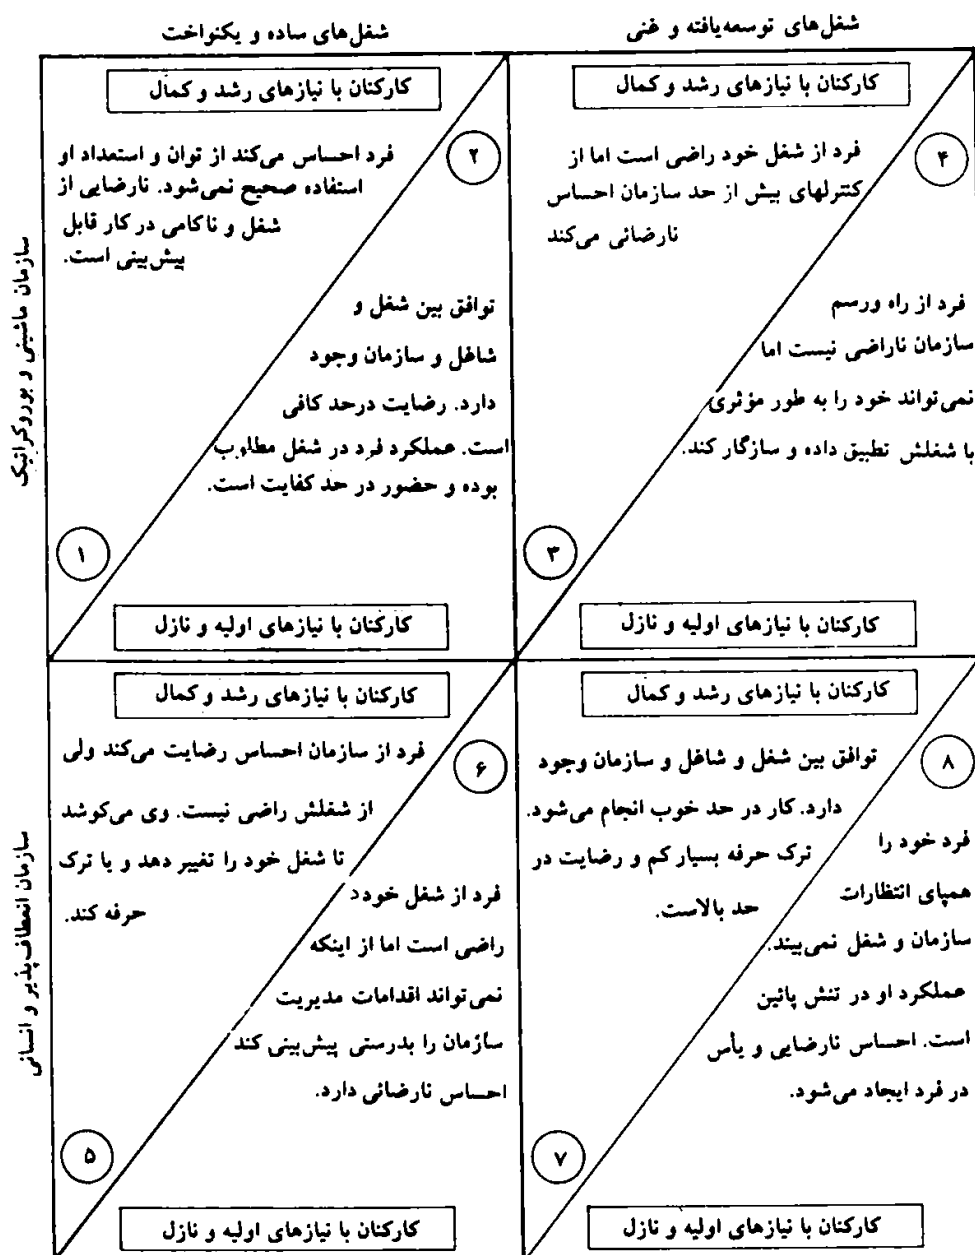 شغل‌های توسعه‌یافته و غنی
شغل‌های ساده و یکنواخت
سازمان ماشینی و بوروکراتیک
کارکنان با نیازهای رشد و کمال
۴
فرد از شغل خود راضی است اما از
کنترلهای بیش از حد سازمان احساس
نارضائی می‌کند
فرد از راه ورسم
سازمان ناراضی نیست اما
نمی‌تواند خود را به طور مؤثری
با شغلش تطبیق داده و سازگار کند.
۳
کارکنان با نیازهای اولیه و نازل
کارکنان با نیازهای رشد و کمال
۲
فرد احساس می‌کند از توان و استعداد او
استفاده صحیح نمی‌شود. نارضایی از
شغل و ناکامی در کار قابل
پیش‌بینی است.
توافق بین شغل و
شاغل و سازمان وجود
دارد. رضایت درحد کافی
است. عملکرد فرد در شغل مطلوب
بوده و حضور در حد کفایت است.
۱
کارکنان با نیازهای اولیه و نازل
سازمان انعطاف‌پذیر و انسانی
کارکنان با نیازهای رشد و کمال
۸
توافق بین شغل و شاغل و سازمان وجود
دارد. کار در حد خوب انجام می‌شود.
ترک حرفه بسیار کم و رضایت در
حد بالاست.
فرد خود را
همپای انتظارات
سازمان و شغل نمی‌بیند.
عملکرد او در تنش پائین
است. احساس نارضایی و یأس
در فرد ایجاد می‌شود.
۷
کارکنان با نیازهای اولیه و نازل
کارکنان با نیازهای رشد و کمال
۶
فرد از سازمان احساس رضایت می‌کند ولی
از شغلش راضی نیست. وی می‌کوشد
تا شغل خود را تغییر دهد و یا ترک
حرفه کند.
فرد از شغل خود
راضی است اما از اینکه
نمی‌تواند اقدامات مدیریت
سازمان را بدرستی پیش‌بینی کند
احساس نارضائی دارد.
۵
کارکنان با نیازهای اولیه و نازل